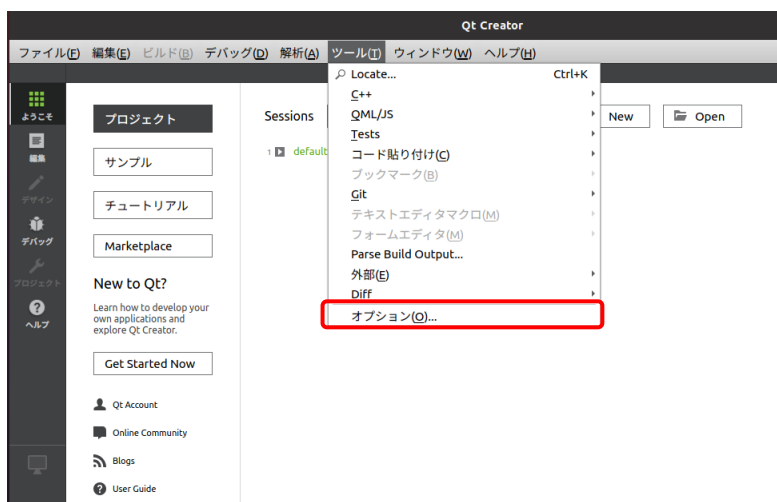 Qt Creator
ファイル(F) 編集(E) ビルド(B) デバッグ(D) 解析(A) ツール(T) ウィンドウ(W) ヘルプ(H)
Locate... Ctrl+K
C++
QML/JS
Tests
コード貼り付け(C)
ブックマーク(B)
Git
テキストエディタマクロ(M)
フォームエディタ(M)
Parse Build Output...
外部(E)
Diff
オプション(O)...
ようこそ
編集
デザイン
デバッグ
プロジェクト
ヘルプ
プロジェクト
サンプル
チュートリアル
Marketplace
New to Qt?
Learn how to develop your
own applications and
explore Qt Creator.
Get Started Now
Qt Account
Online Community
Blogs
User Guide
Sessions
1 default
New
Open